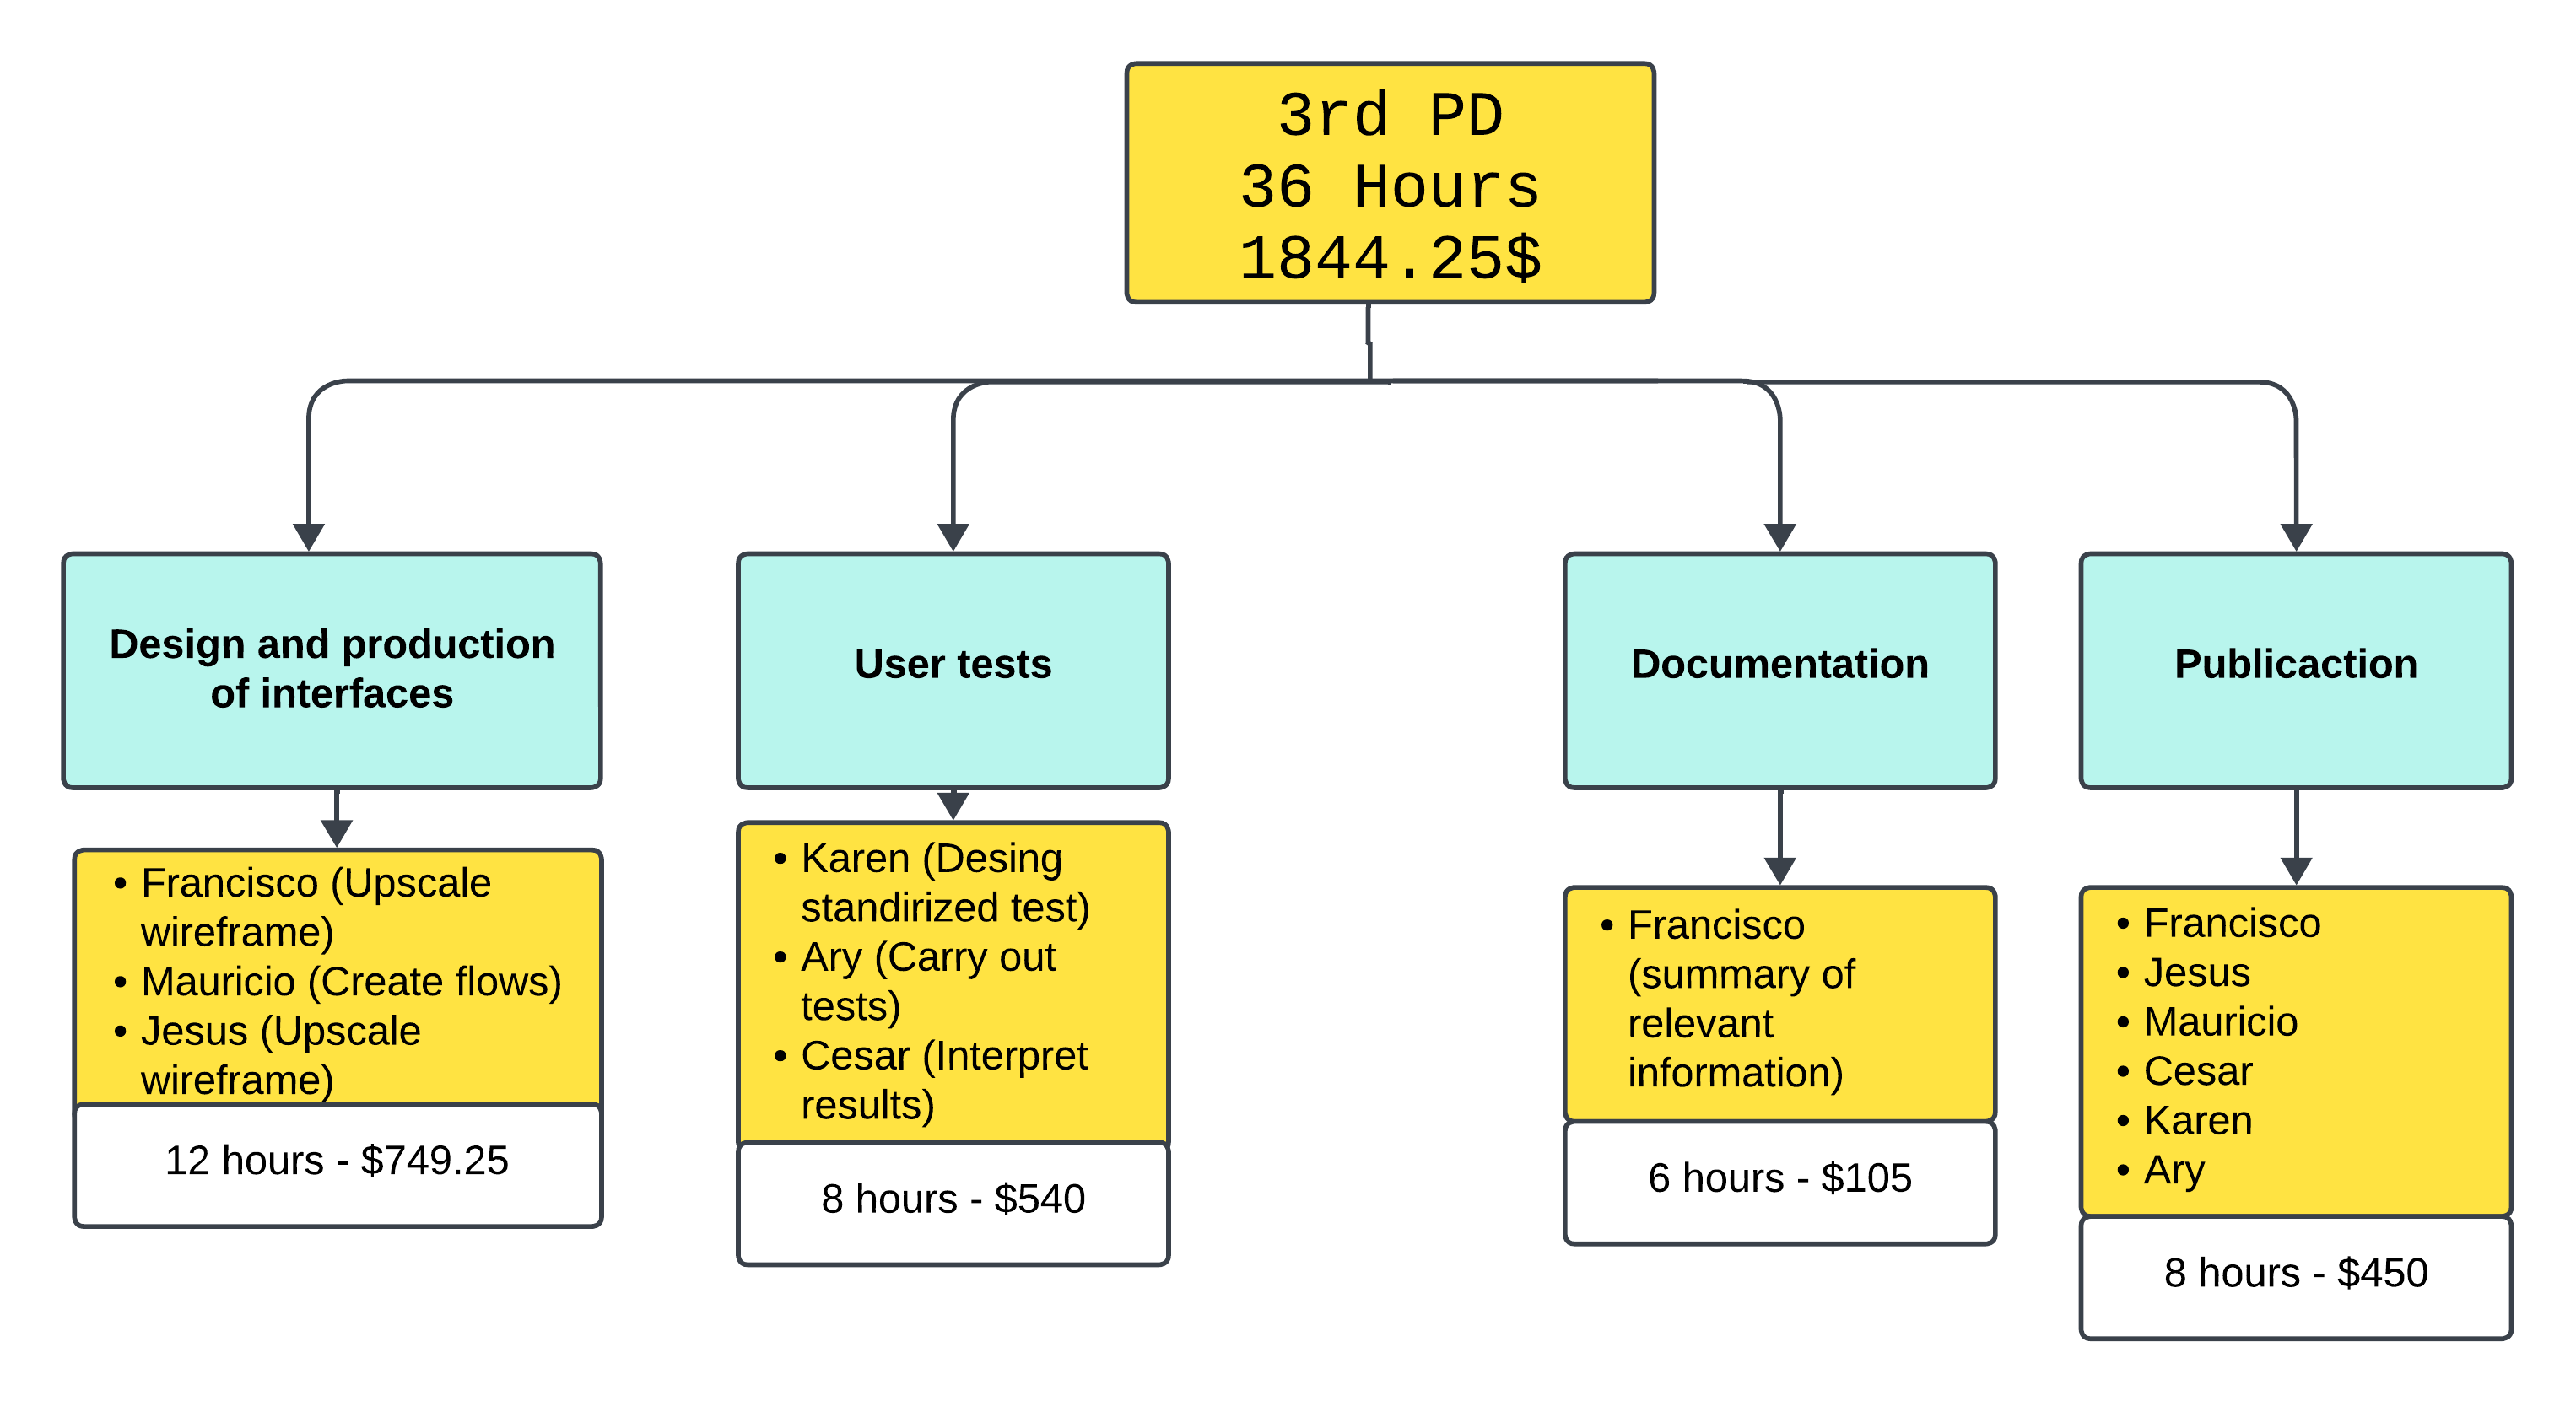 3rd PD
36 Hours
1844.25$
Design and production
of interfaces
User tests
Documentation
Publicaction
• Francisco (Upscale
wireframe)
• Mauricio (Create flows)
• Jesus (Upscale
wireframe)
12 hours - $749.25
• Karen (Desing
standirized test)
• Ary (Carry out
tests)
• Cesar (Interpret
results)
8 hours - $540
• Francisco
(summary of
relevant
information)
6 hours - $105
• Francisco
• Jesus
• Mauricio
• Cesar
• Karen
• Ary
8 hours - $450